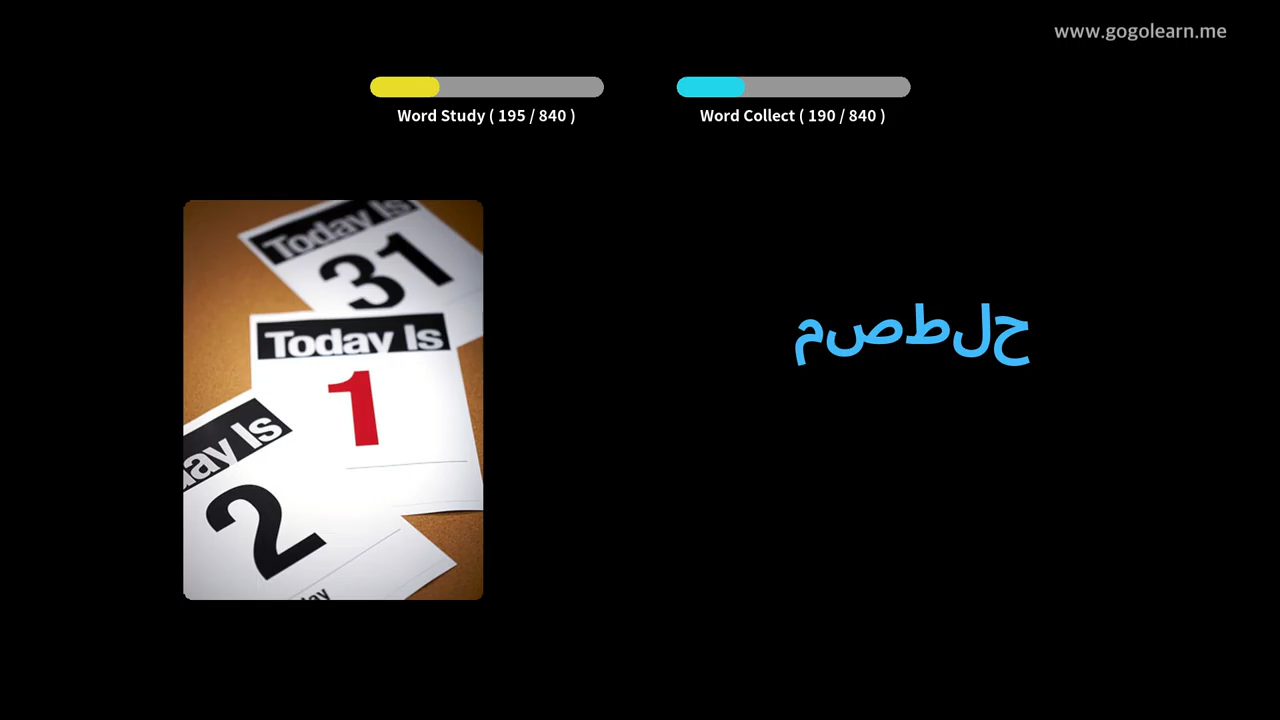 www.gogolearn.me
Word Study ( 195 / 840 )
Word Collect ( 190 / 840 )
Today Is
31
Today Is
1
ay Is
2
مصطلح